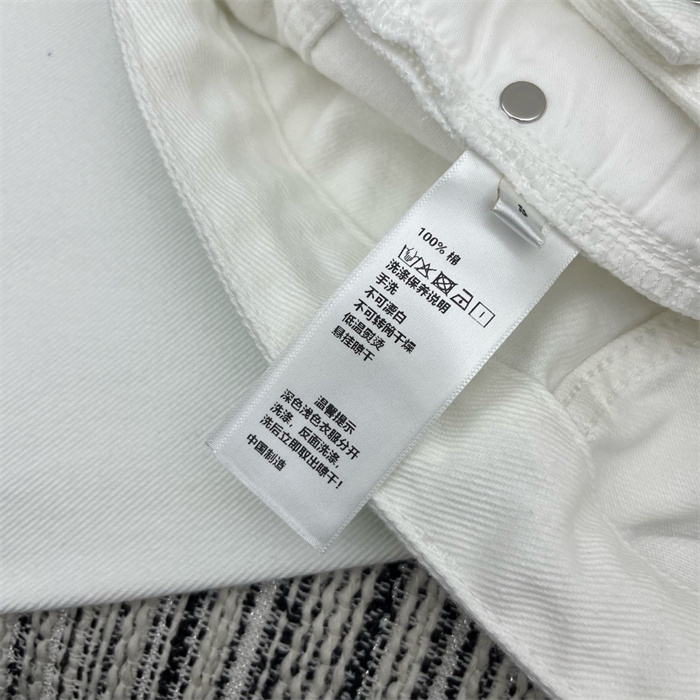 100% 棉
洗涤保养说明
手洗
不可漂白
不可转筒干燥
低温熨烫
悬挂晾干
温馨提示
深色浅色衣服分开
洗涤，反面洗涤，
洗后立即取出晾干！
中国制造